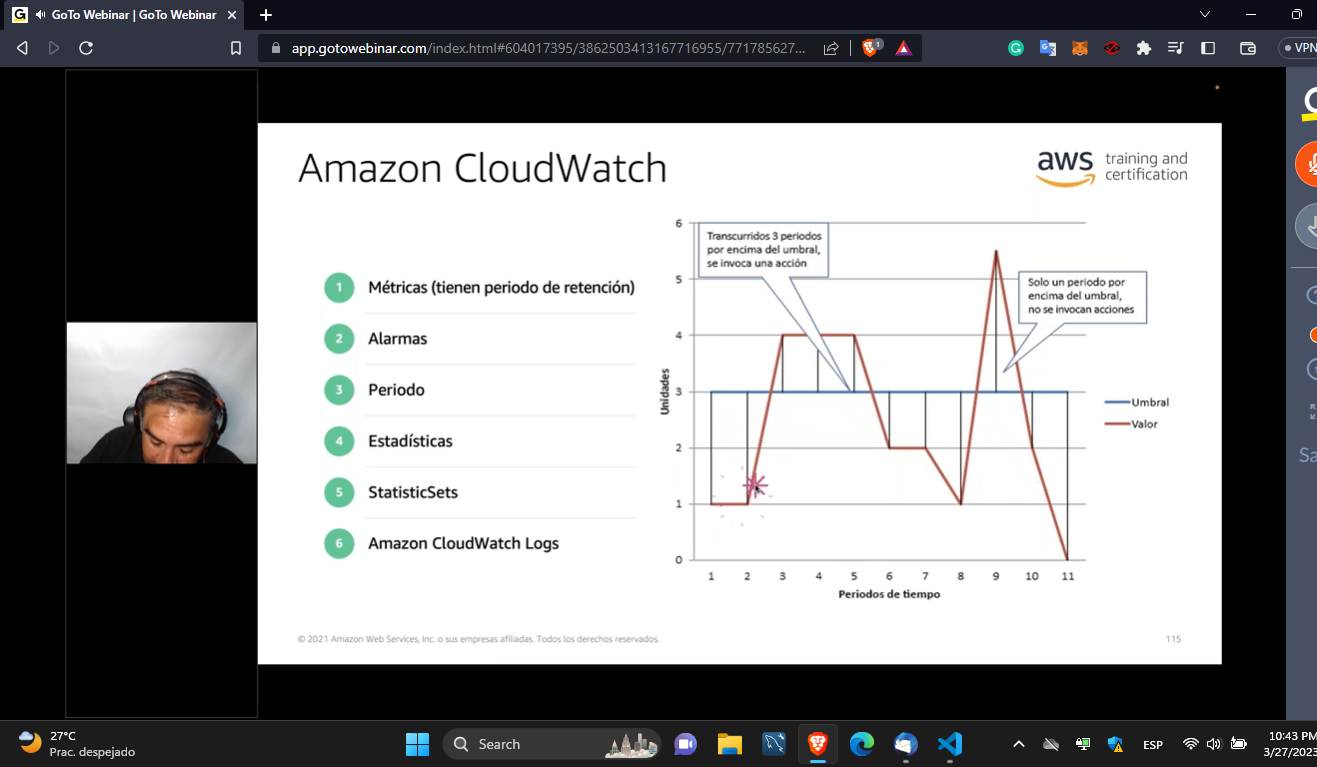 GoTo Webinar | GoTo Webinar
app.gotowebinar.com/index.html#604017395/3862503413167716955/771785627...
1
VPN
Amazon CloudWatch
aws training and
certification
1 Métricas (tienen periodo de retención)
2 Alarmas
3 Periodo
4 Estadísticas
5 StatisticSets
6 Amazon CloudWatch Logs
Transcurridos 3 periodos
por encima del umbral,
se invoca una acción
Solo un periodo por
encima del umbral,
no se invocan acciones
Unidades
6
5
4
3
2
1
0
1 2 3 4 5 6 7 8 9 10 11
Periodos de tiempo
Umbral
Valor
© 2021 Amazon Web Services, Inc. o sus empresas afiliadas. Todos los derechos reservados.
115
Sa
27°C
Prac. despejado
Search
ESP
10:43 PM
3/27/2023